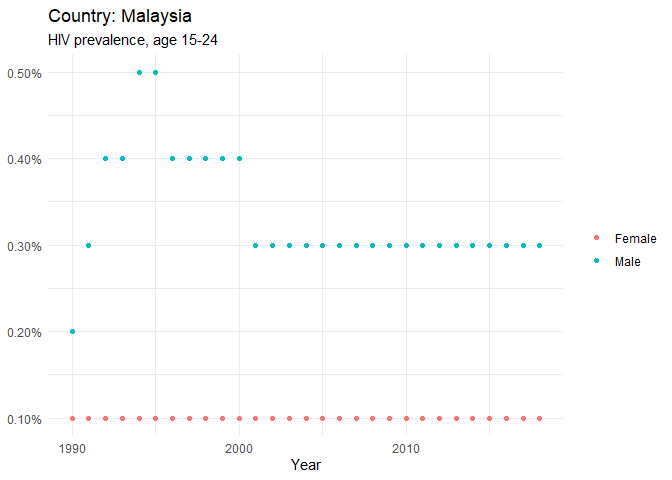 Country: Malaysia
HIV prevalence, age 15-24
0.50%
0.40%
0.30%
0.20%
0.10%
1990
2000
2010
Year
Female
Male